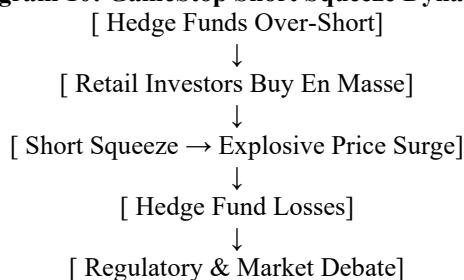 GameStop Short Squeeze
[ Hedge Funds Over-Short]
↓
[ Retail Investors Buy En Masse]
↓
[ Short Squeeze → Explosive Price Surge]
↓
[ Hedge Fund Losses]
↓
[ Regulatory & Market Debate]